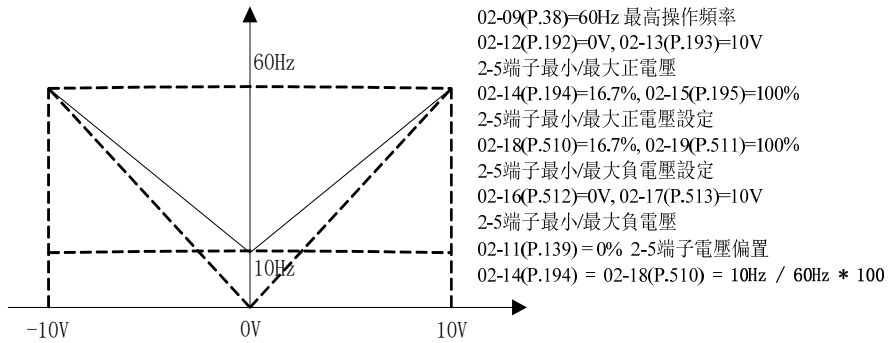 60Hz
10Hz
-10V
0V
10V
02-09(P.38)=60Hz 最高操作頻率
02-12(P.192)=0V, 02-13(P.193)=10V
2-5端子最小/最大正電壓
02-14(P.194)=16.7%, 02-15(P.195)=100%
2-5端子最小/最大正電壓設定
02-18(P.510)=16.7%, 02-19(P.511)=100%
2-5端子最小/最大負電壓設定
02-16(P.512)=0V, 02-17(P.513)=10V
2-5端子最小/最大負電壓
02-11(P.139) = 0% 2-5端子電壓偏置
02-14(P.194) = 02-18(P.510) = 10Hz / 60Hz * 100